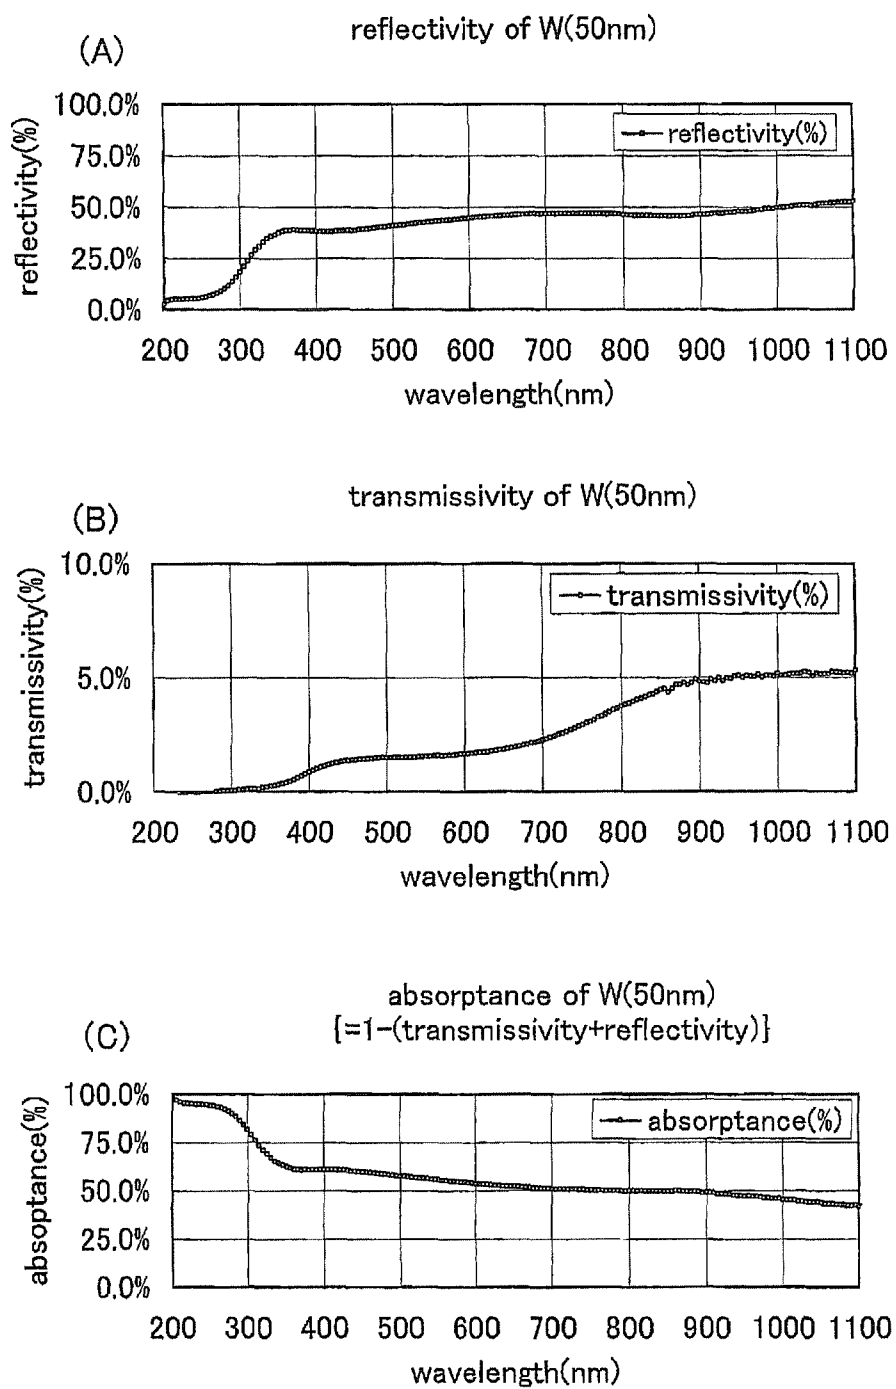 (A)
reflectivity of W(50nm)
100.0%
75.0%
50.0%
25.0%
0.0%
reflectivity(%)
reflectivity(%)
200 300 400 500 600 700 800 900 1000 1100
wavelength(nm)
(B)
transmissivity of W(50nm)
10.0%
5.0%
0.0%
transmissivity(%)
transmissivity(%)
200 300 400 500 600 700 800 900 1000 1100
wavelength(nm)
(C)
absorptance of W(50nm)
{=1-(transmissivity+reflectivity)}
100.0%
75.0%
50.0%
25.0%
0.0%
absoptance(%)
absorptance(%)
200 300 400 500 600 700 800 900 1000 1100
wavelength(nm)